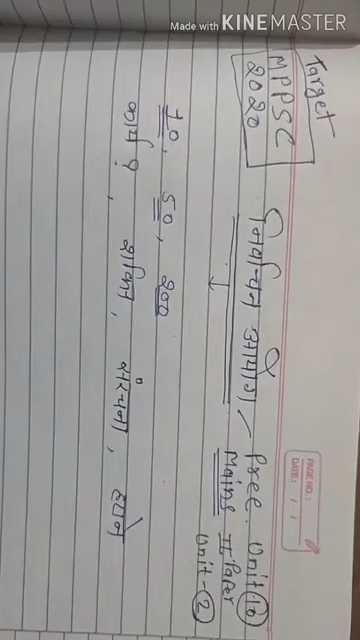 Made with KINEMASTER
Target
MPPSC
2020
PAGE NO.:
DATE: / /
निर्वाचन आयोग / Pree. Unit (10)
Mains II Paper
Unit - (2)
10, 50, 200
कार्य ?, शक्ति, संरचना,